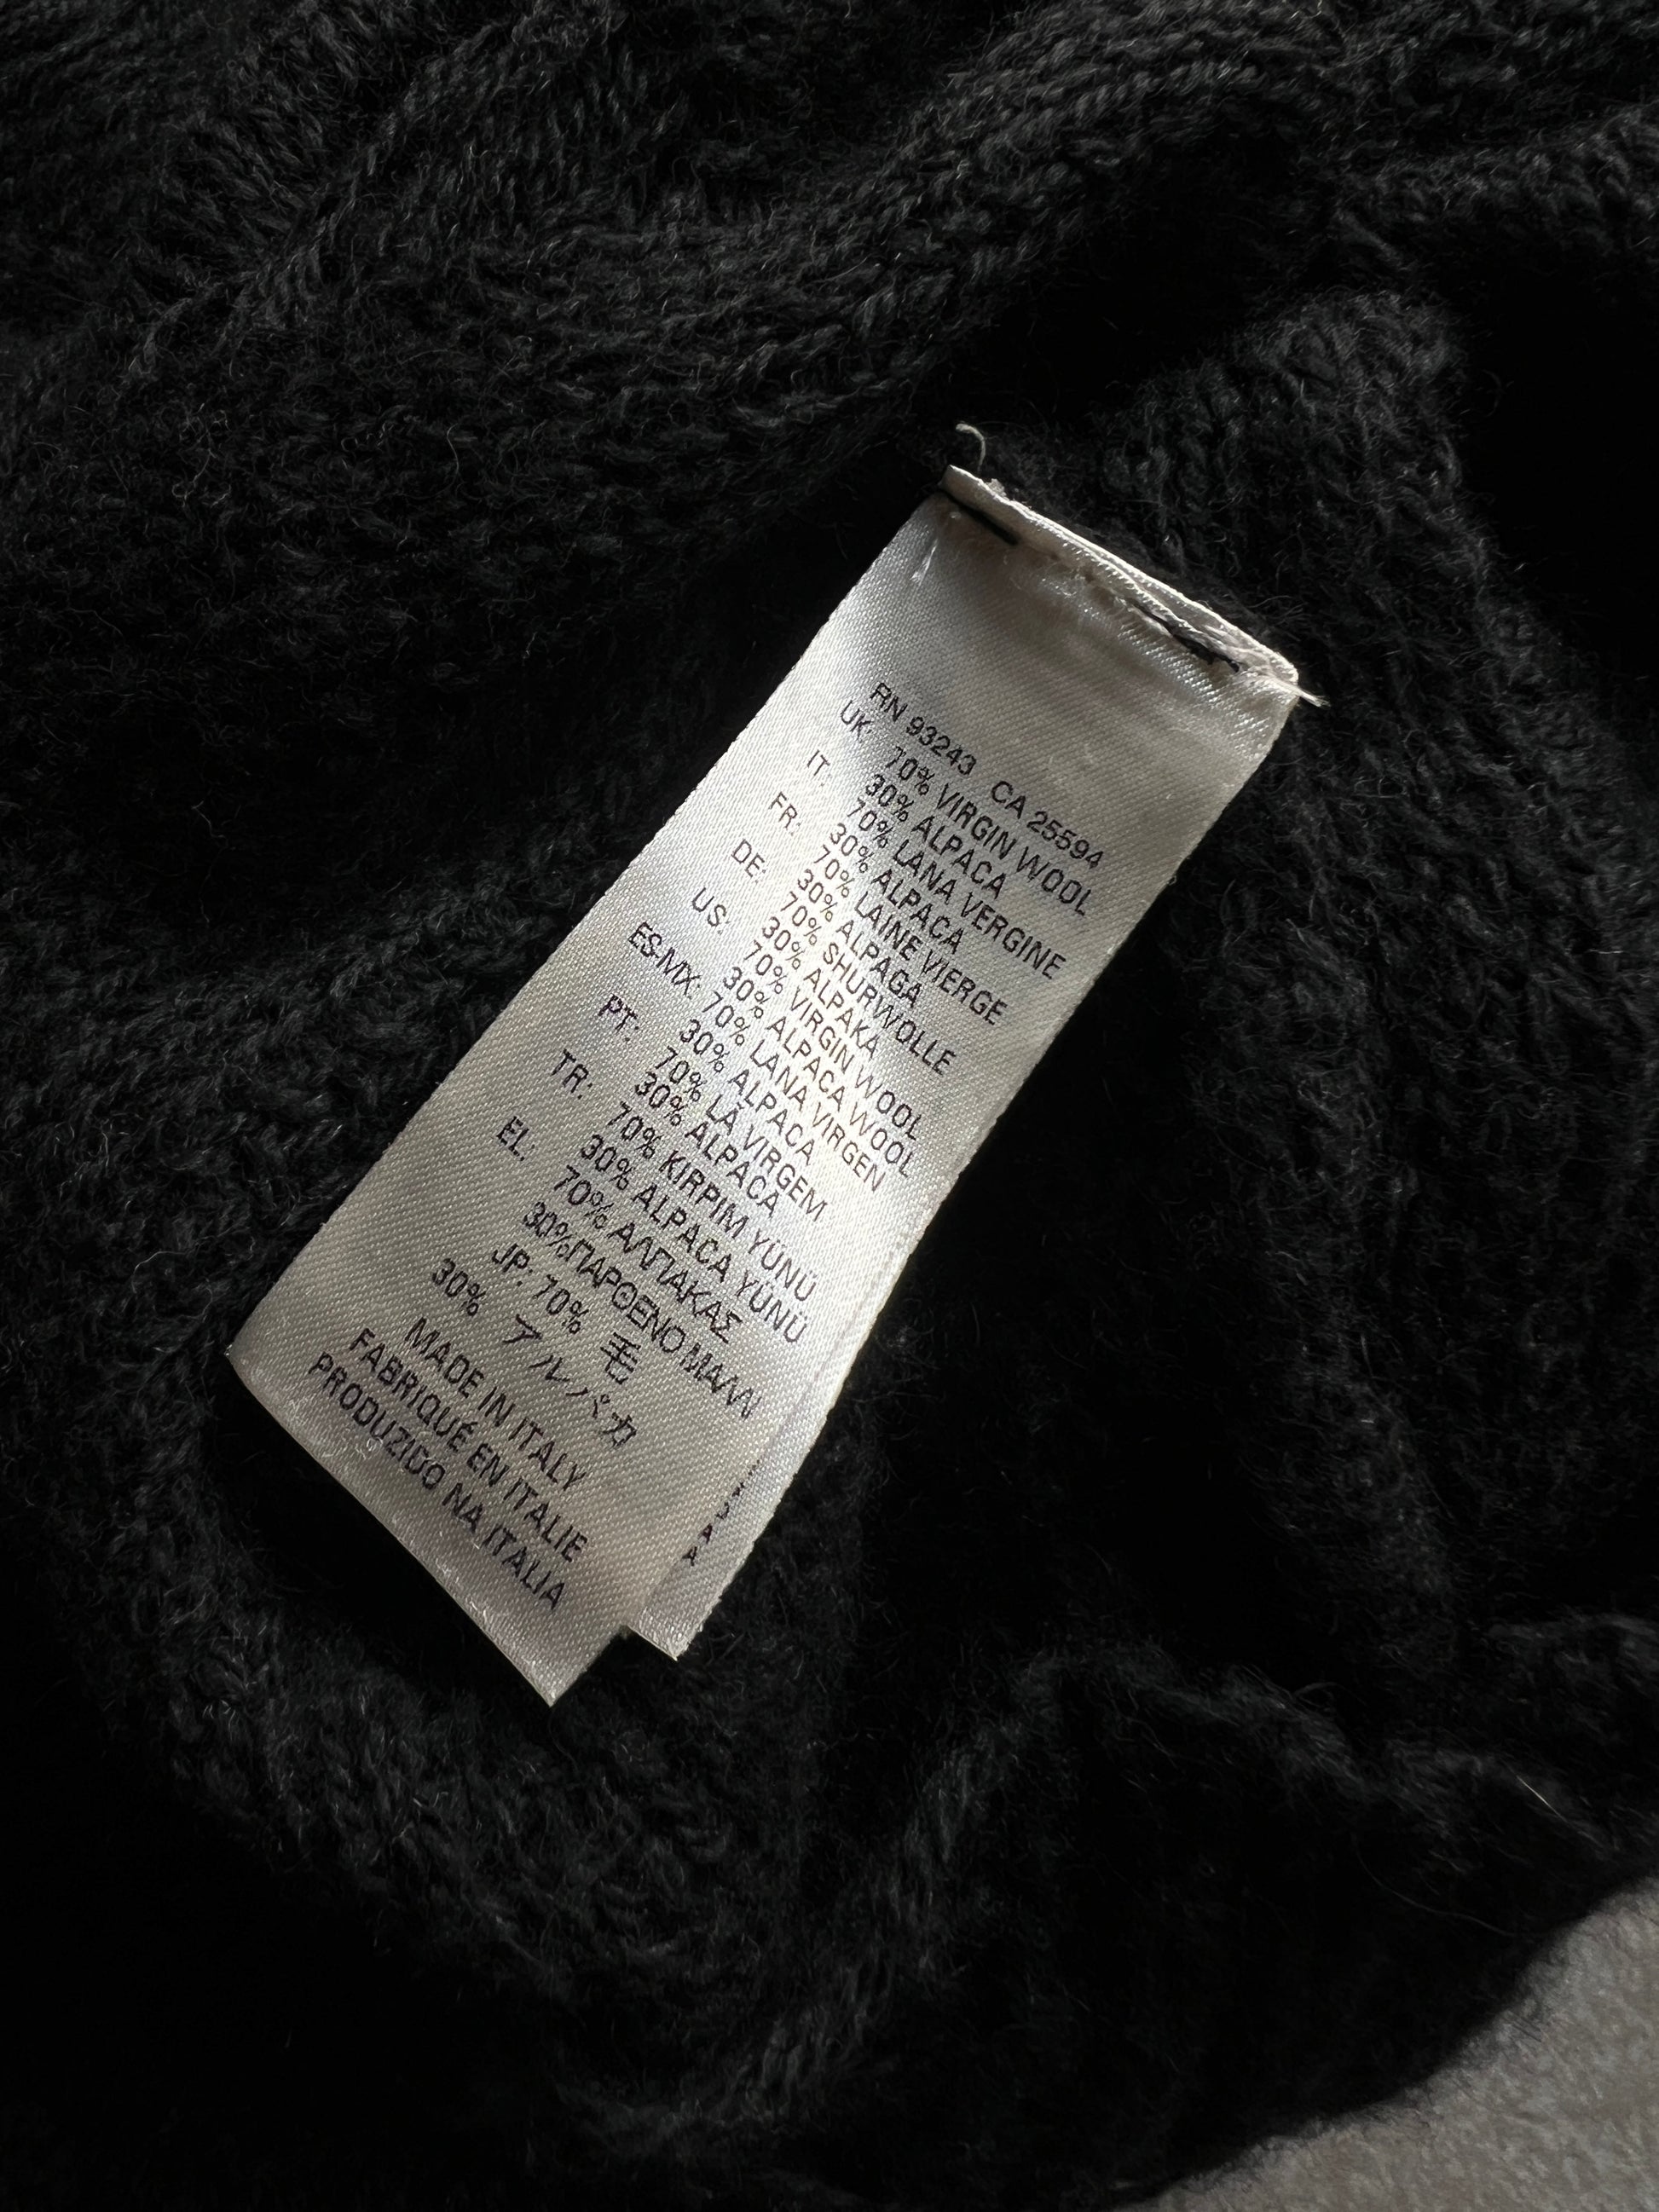 RN 93243 CA 25594
UK: 70% VIRGIN WOOL
30% ALPACA
IT: 70% LANA VERGINE
30% ALPACA
FR: 70% LAINE VIERGE
30% ALPAGA
DE: 70% SHURWOLLE
30% ALPAKA
US: 70% VIRGIN WOOL
30% ALPACA WOOL
ES-MX: 70% LANA VIRGEN
30% ALPACA
PT: 70% LÃ VIRGEM
30% ALPACA
TR: 70% KIRPIM YÜNÜ
30% ALPACA YÜNÜ
EL: 70% ΑΛΠΑΚΑΣ
30%ΠΑΡΘΕΝΟ
JP: 70% 毛
30% アルパカ
MADE IN ITALY
FABRIQUÉ EN ITALIE
PRODUZIDO NA ITALIA